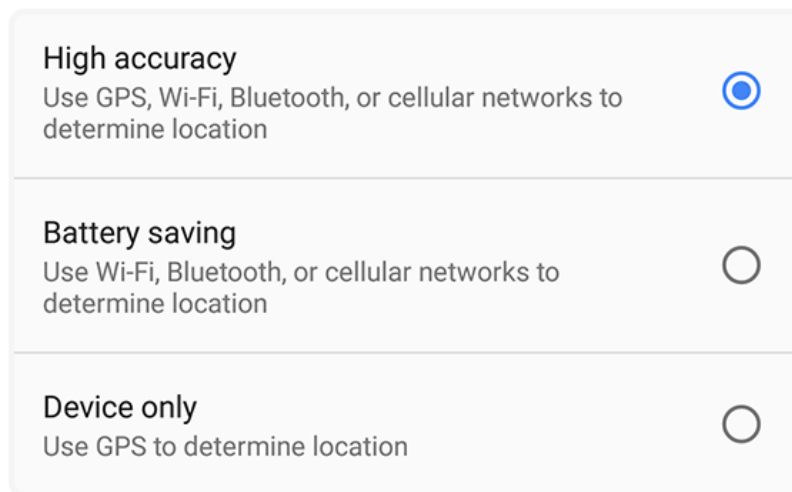 High accuracy
Use GPS, Wi-Fi, Bluetooth, or cellular networks to
determine location
Battery saving
Use Wi-Fi, Bluetooth, or cellular networks to
determine location
Device only
Use GPS to determine location